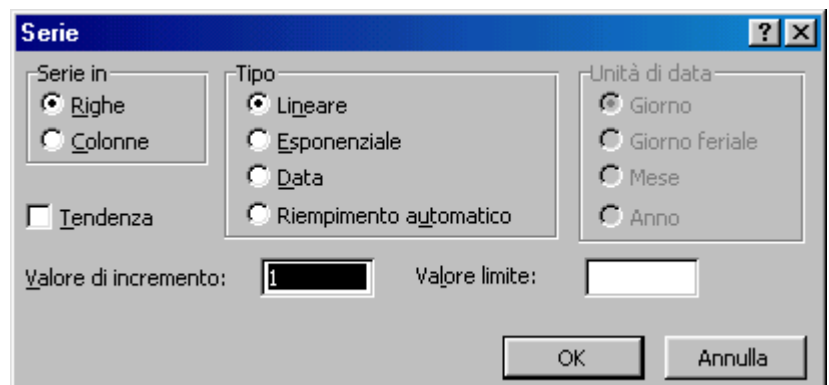 Serie
Serie in
Righe
Colonne
Tendenza
Tipo
Lineare
Esponenziale
Data
Riempimento automatico
Unità di data
Giorno
Giorno feriale
Mese
Anno
Valore di incremento: 1 Valore limite:
OK Annulla